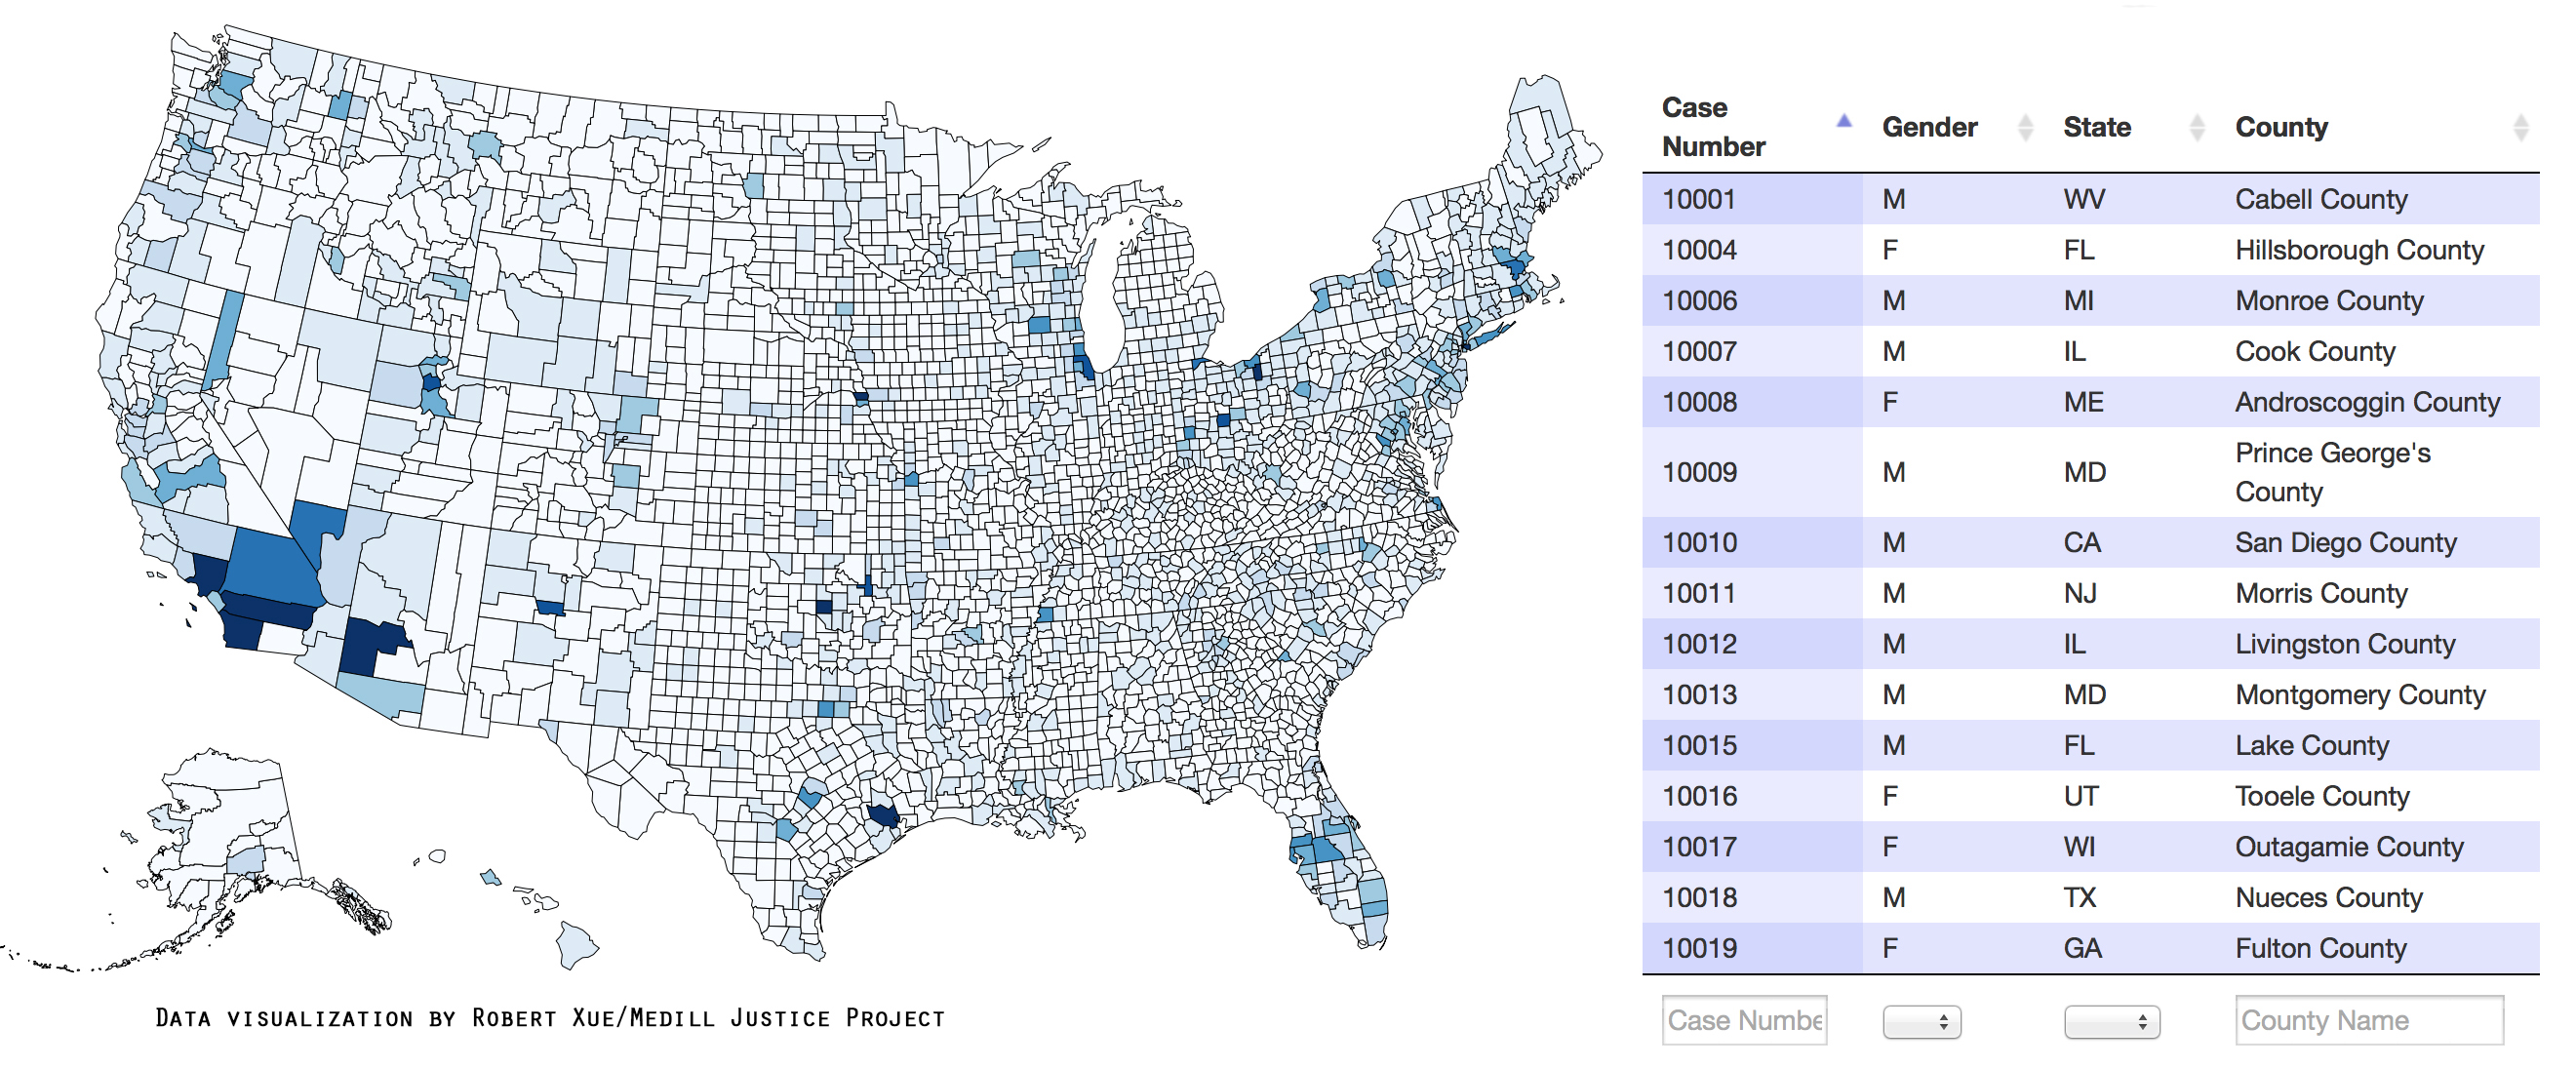 Case Number Gender State County
10001 M WV Cabell County
10004 F FL Hillsborough County
10006 M MI Monroe County
10007 M IL Cook County
10008 F ME Androscoggin County
10009 M MD Prince George's County
10010 M CA San Diego County
10011 M NJ Morris County
10012 M IL Livingston County
10013 M MD Montgomery County
10015 M FL Lake County
10016 F UT Tooele County
10017 F WI Outagamie County
10018 M TX Nueces County
10019 F GA Fulton County
Case Numbe County Name
Data visualization by Robert Xue/Medill Justice Project